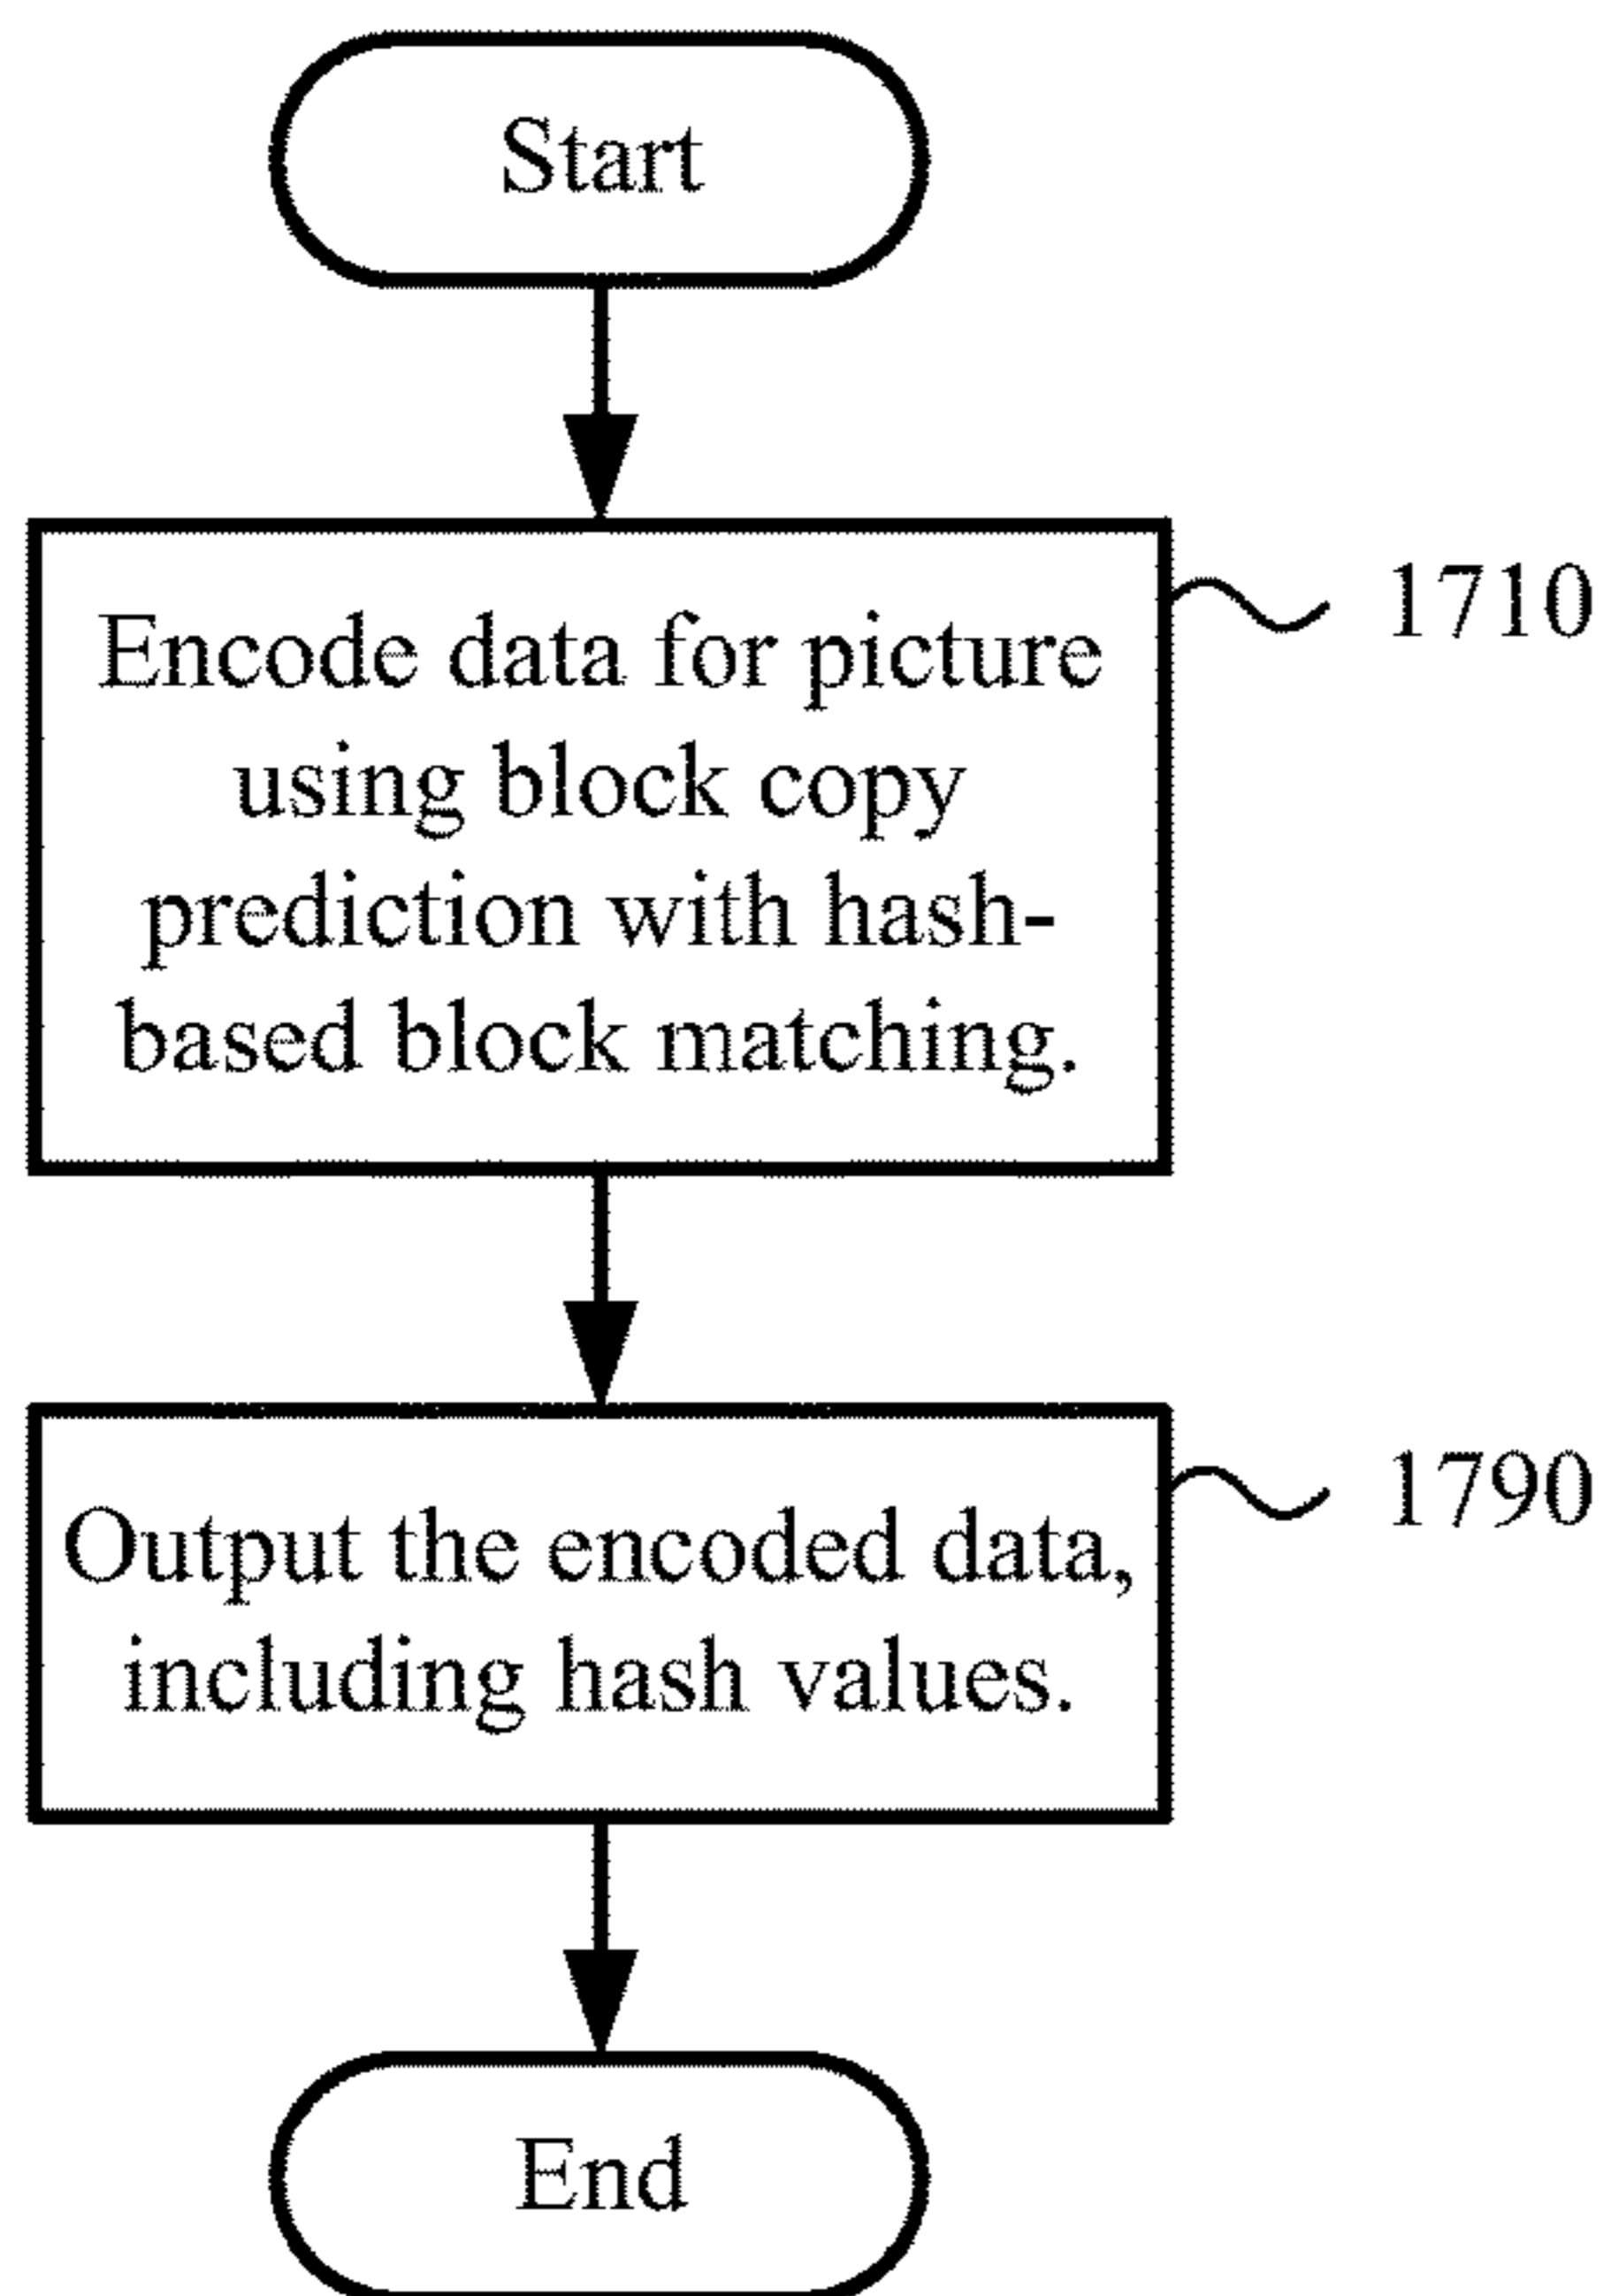 Start
Encode data for picture
using block copy
prediction with hash-
based block matching.
1710
Output the encoded data,
including hash values.
1790
End